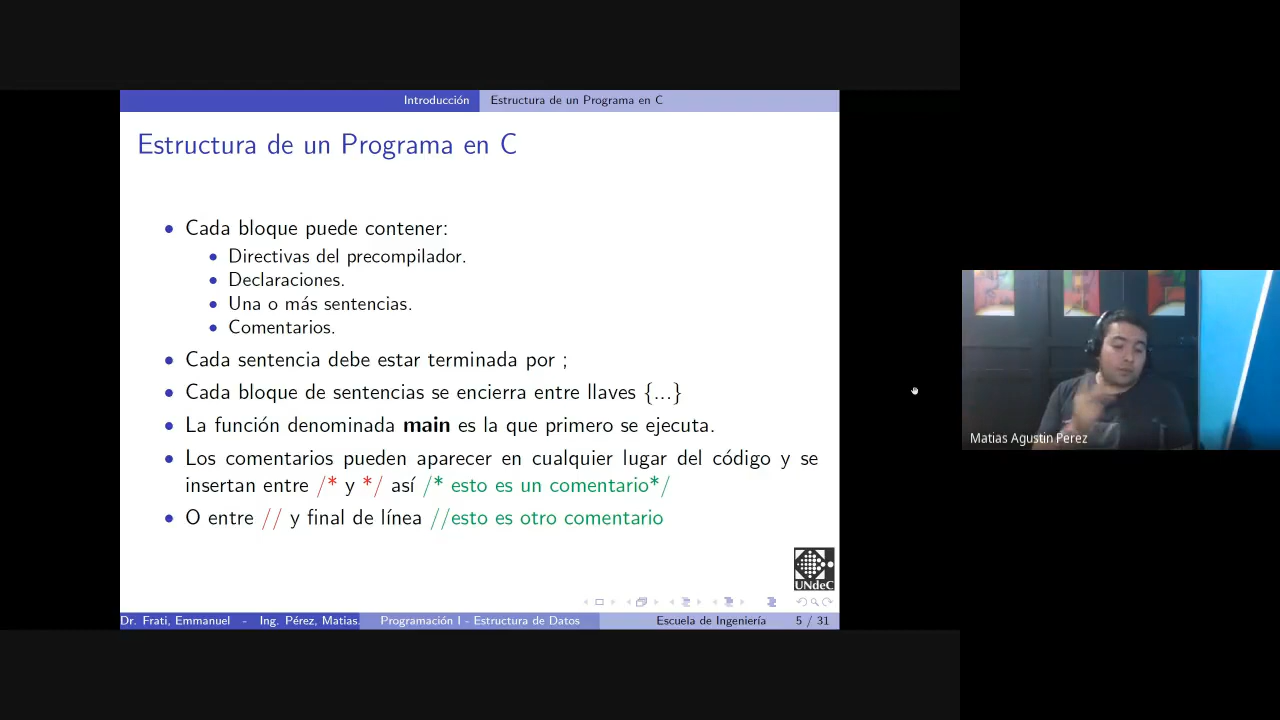 Introducción
Estructura de un Programa en C
Estructura de un Programa en C
Cada bloque puede contener:
Directivas del precompilador.
Declaraciones.
Una o más sentencias.
Comentarios.
Cada sentencia debe estar terminada por ;
Cada bloque de sentencias se encierra entre llaves {...}
La función denominada main es la que primero se ejecuta.
Los comentarios pueden aparecer en cualquier lugar del código y se
insertan entre /* y */ así /* esto es un comentario*/
O entre // y final de línea //esto es otro comentario
UNdeC
Dr. Frati, Emmanuel - Ing. Pérez, Matias.
Programación I - Estructura de Datos
Escuela de Ingeniería
5 / 31
Matias Agustin Perez